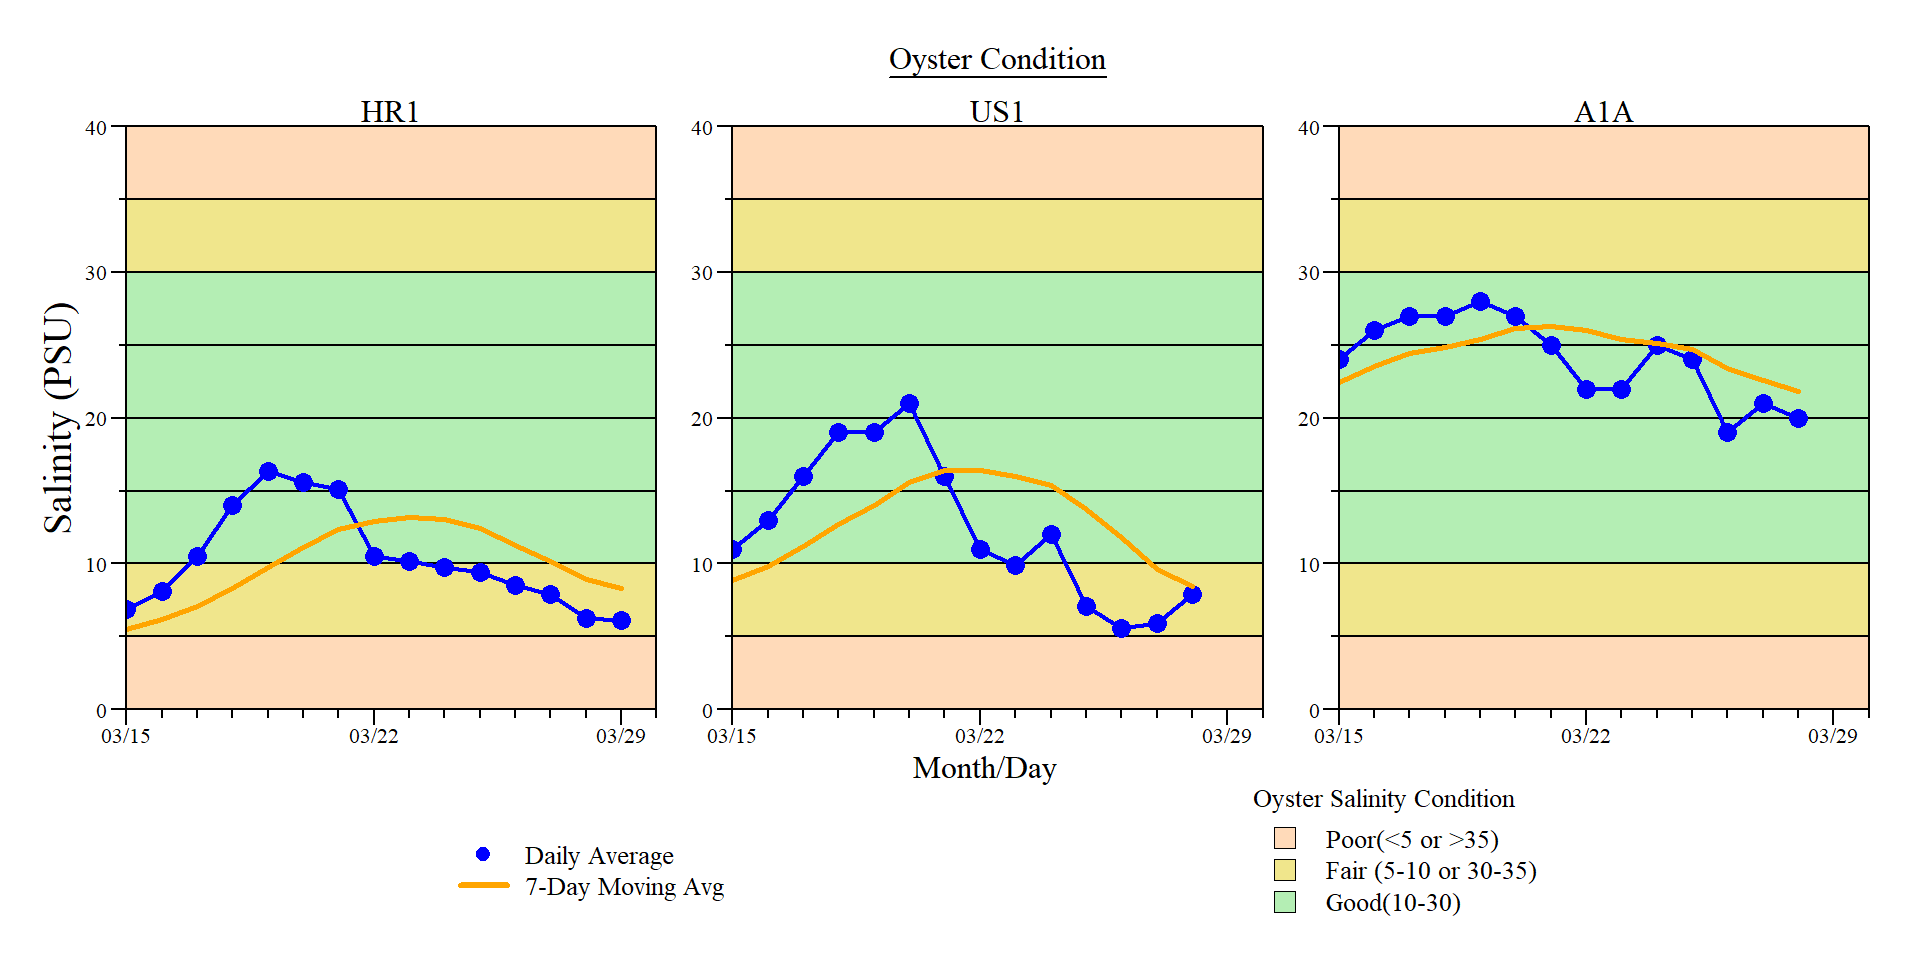 Oyster Condition
HR1
US1
A1A
Salinity (PSU)
40
30
20
10
0
03/15
03/22
03/29
40
30
20
10
0
03/15
03/22
03/29
40
30
20
10
0
03/15
03/22
03/29
Month/Day
Daily Average
7-Day Moving Avg
Oyster Salinity Condition
Poor(<5 or >35)
Fair (5-10 or 30-35)
Good(10-30)